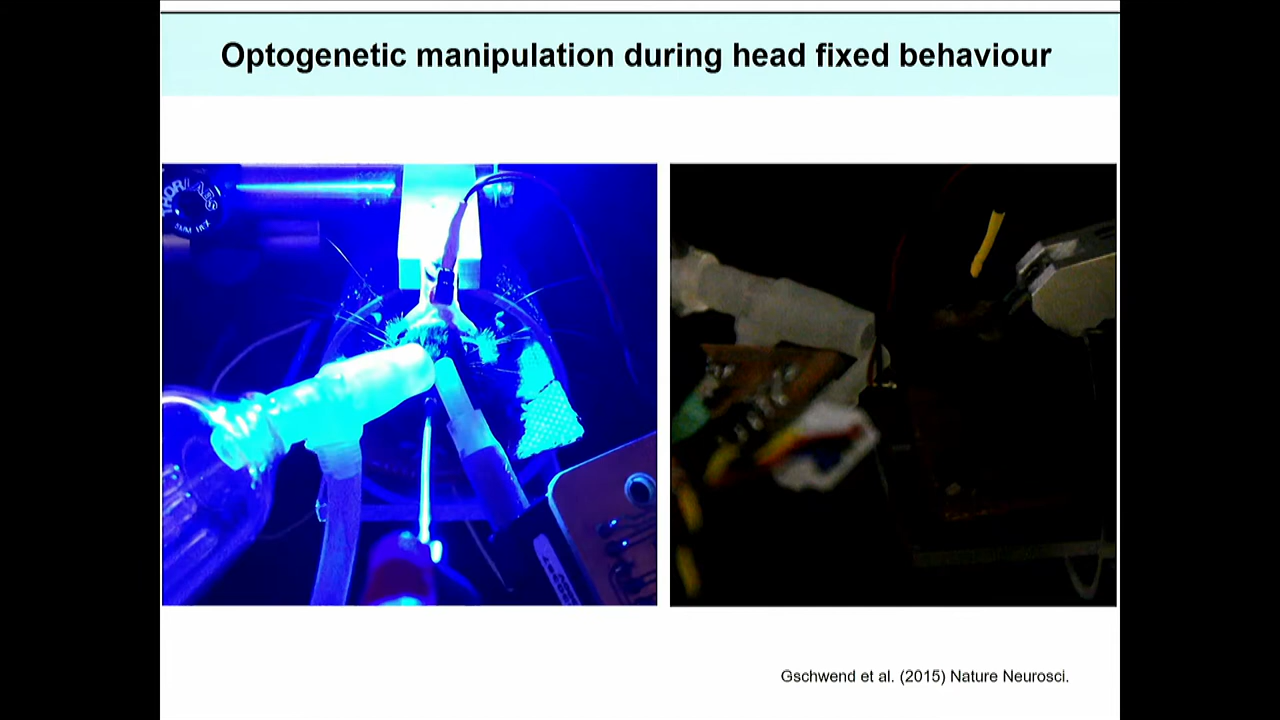 Optogenetic manipulation during head fixed behaviour
Gschwend et al. (2015) Nature Neurosci.